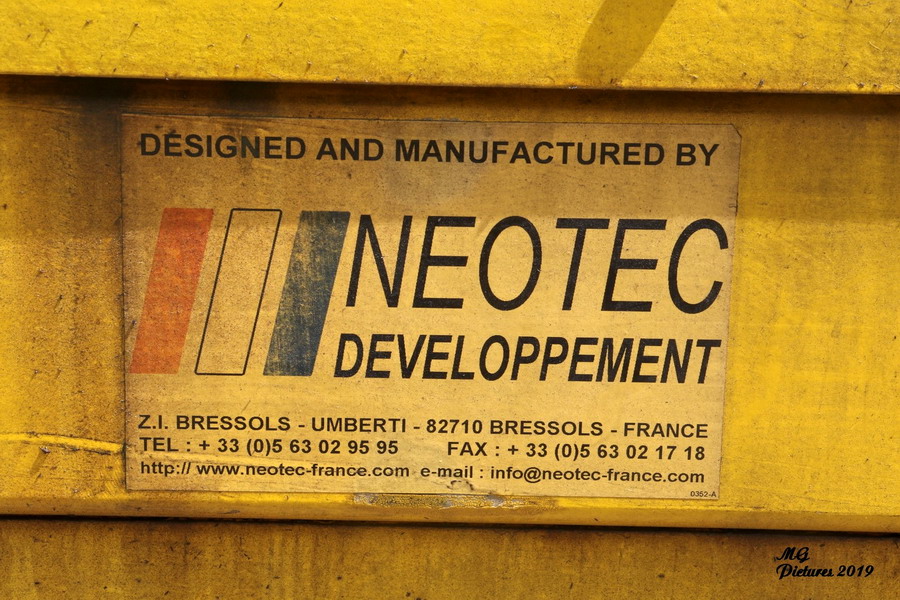 DESIGNED AND MANUFACTURED BY
NEOTEC
DEVELOPPEMENT
Z.I. BRESSOLS - UMBERTI - 82710 BRESSOLS - FRANCE
TEL : + 33 (0)5 63 02 95 95 FAX : + 33 (0)5 63 02 17 18
http:// www.neotec-france.com e-mail : info@neotec-france.com
0352-A
MG
Pictures 2019